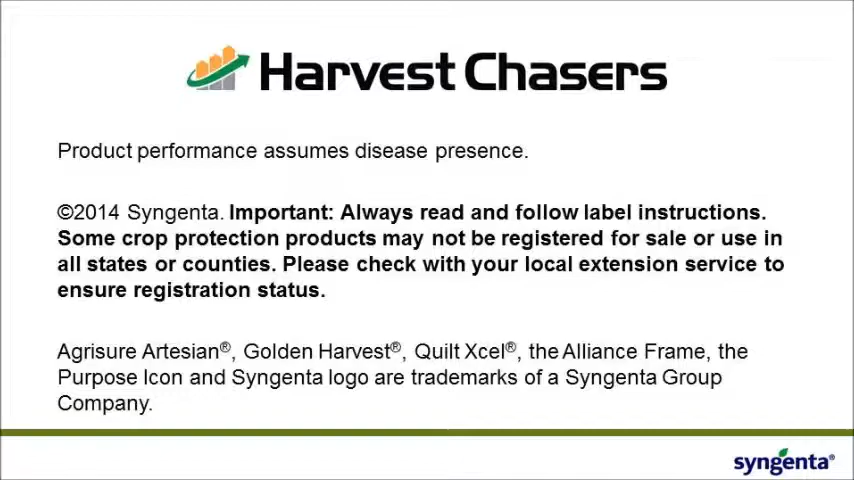 Harvest Chasers
Product performance assumes disease presence.
©2014 Syngenta. Important: Always read and follow label instructions.
Some crop protection products may not be registered for sale or use in
all states or counties. Please check with your local extension service to
ensure registration status.
Agrisure Artesian®, Golden Harvest®, Quilt Xcel®, the Alliance Frame, the
Purpose Icon and Syngenta logo are trademarks of a Syngenta Group
Company.
syngenta®